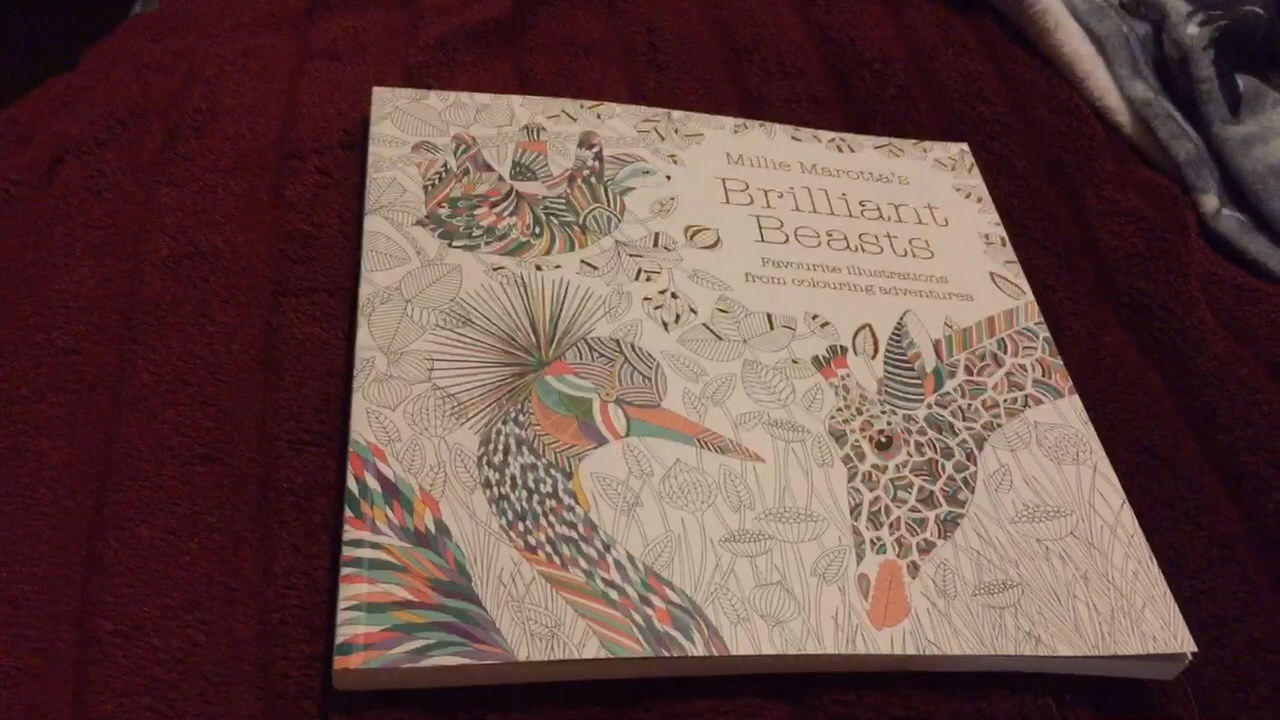 Millie Marotta's
Brilliant
Beasts
Favourite illustrations
from colouring adventures